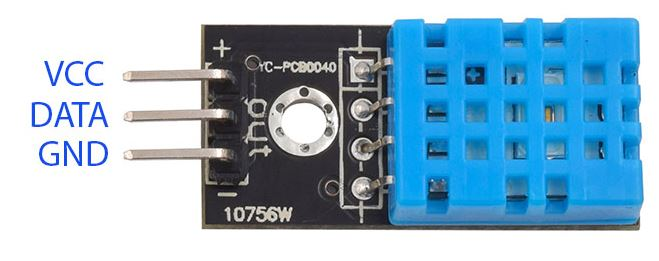 VCC
DATA
GND
+
YC-PCB0040
out
−
10756W